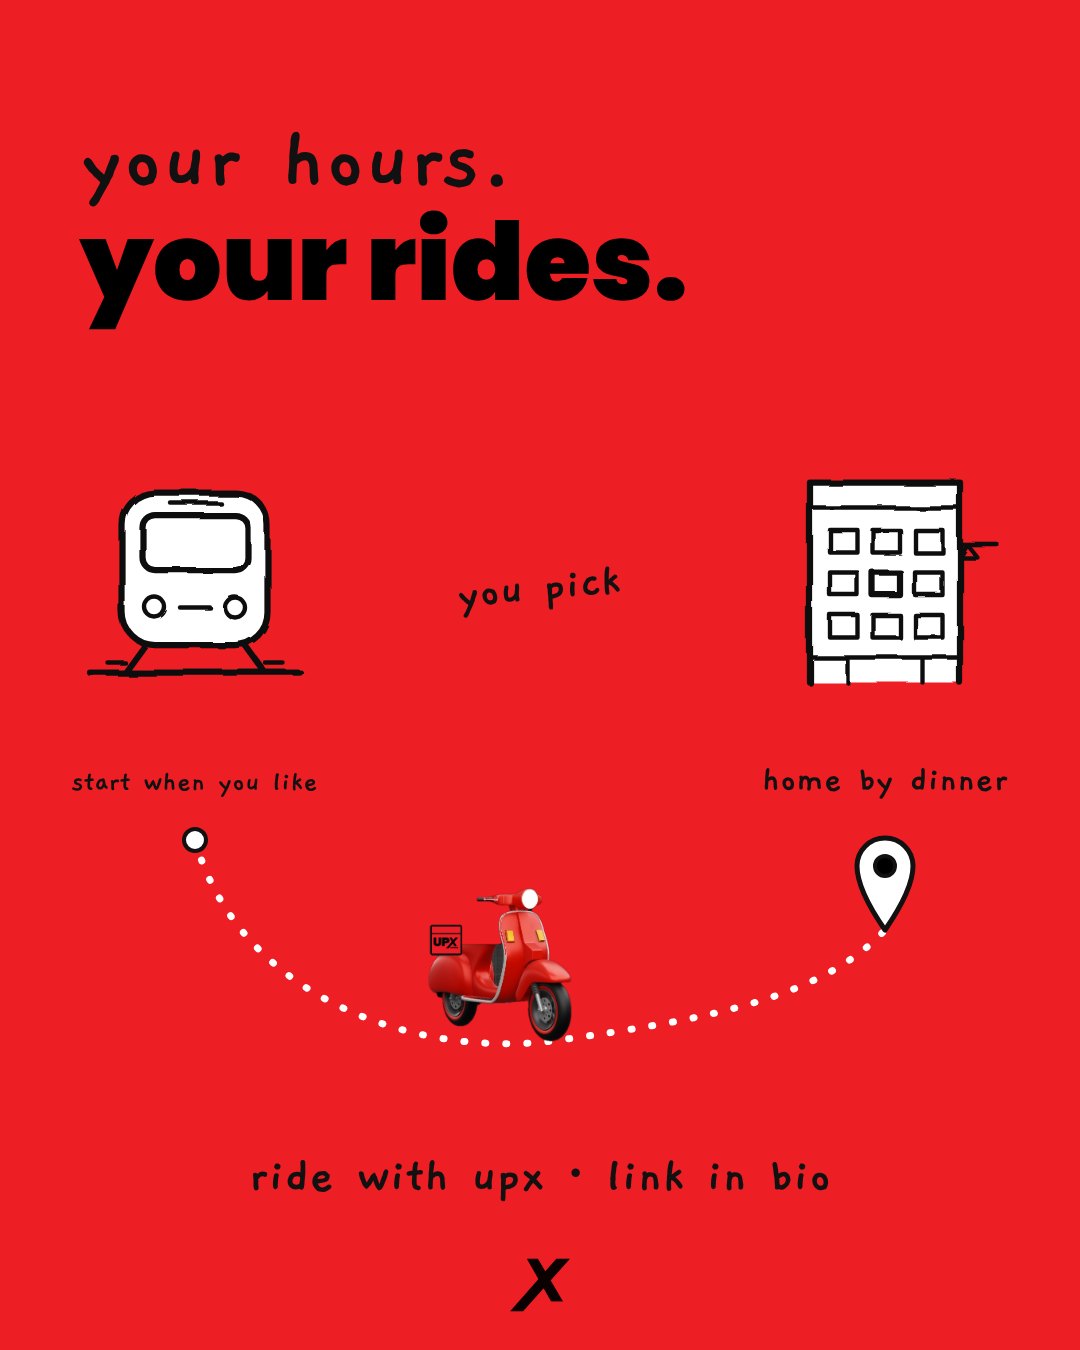 your hours.
your rides.
you pick
start when you like
home by dinner
UPX
ride with upx • link in bio
X